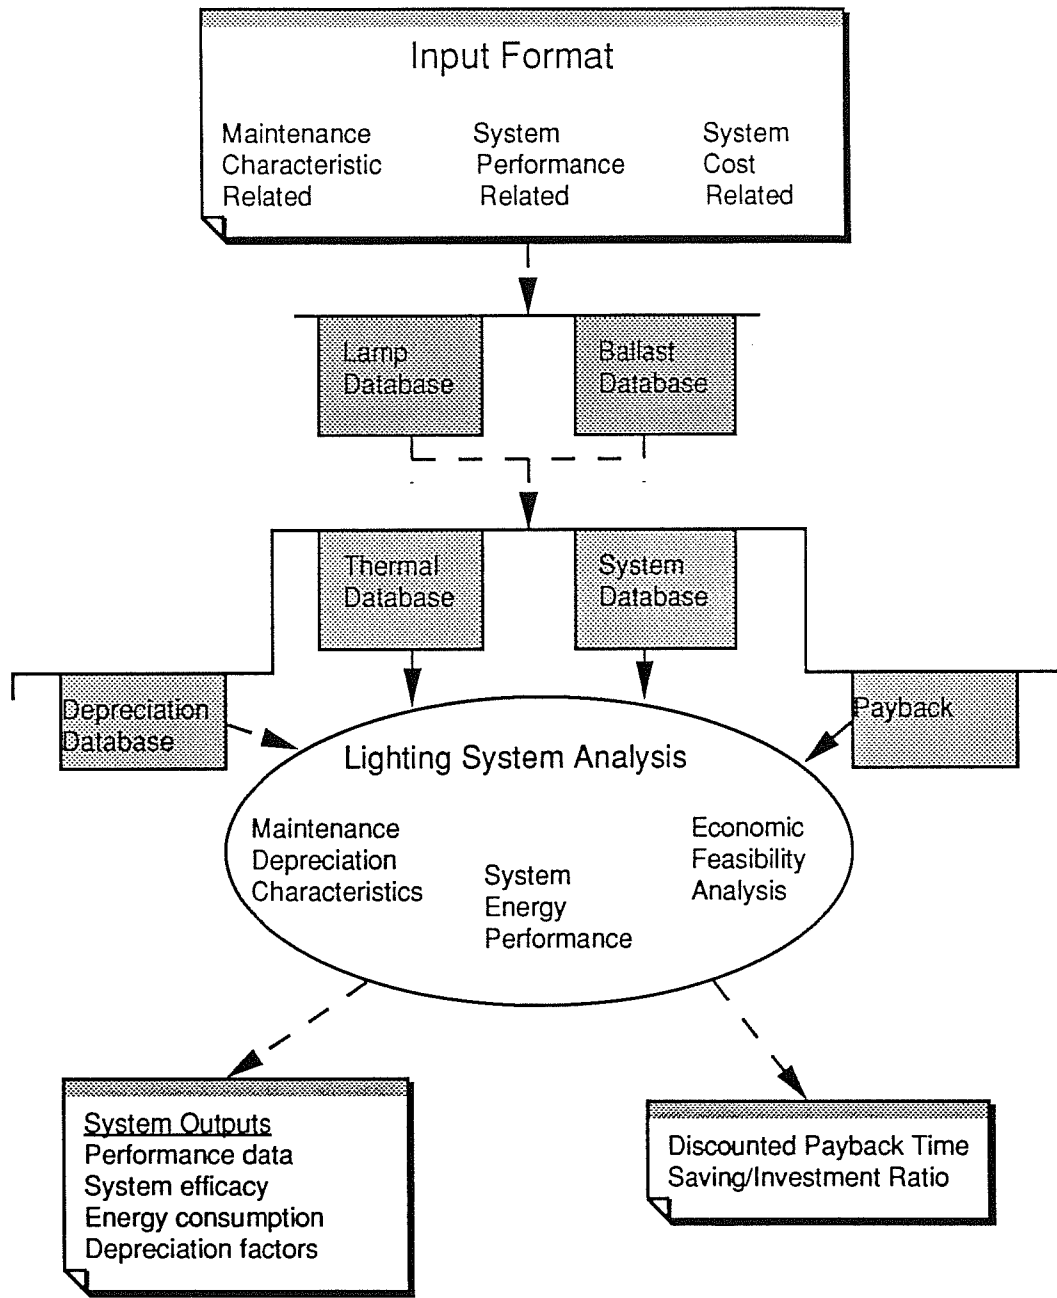 Input Format
Maintenance
Characteristic
Related
System
Performance
Related
System
Cost
Related
Lamp
Database
Ballast
Database
Thermal
Database
System
Database
Depreciation
Database
Payback
Lighting System Analysis
Maintenance
Depreciation
Characteristics
System
Energy
Performance
Economic
Feasibility
Analysis
System Outputs
Performance data
System efficacy
Energy consumption
Depreciation factors
Discounted Payback Time
Saving/Investment Ratio